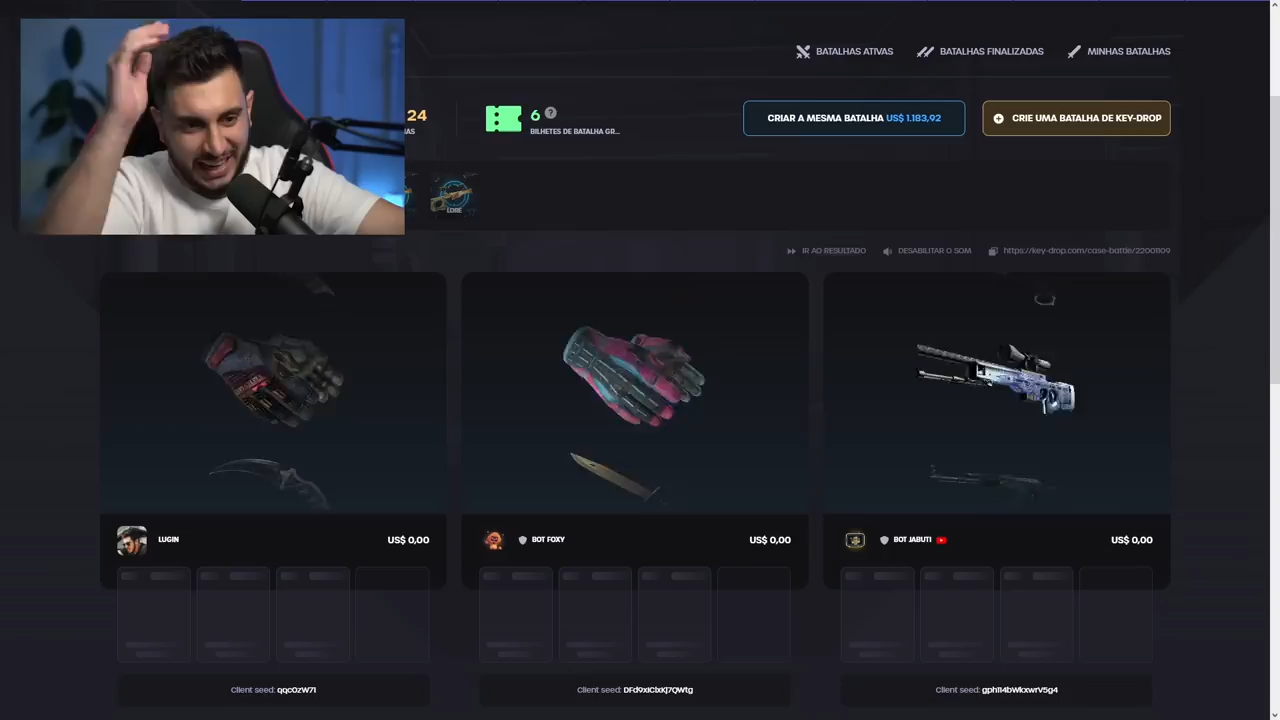 BATALHAS ATIVAS
BATALHAS FINALIZADAS
MINHAS BATALHAS
24
6
?
BILHETES DE BATALHA GR...
CRIAR A MESMA BATALHA US$ 1.183,92
CRIE UMA BATALHA DE KEY-DROP
LORE
IR AO RESULTADO
DESABILITAR O SOM
https://key-drop.com/case-battle/22001109
LUGIN
US$ 0,00
BOT FOXY
US$ 0,00
BOT JABUTI
US$ 0,00
Client seed: qqc0zW71
Client seed: DFd9xiClxKj7QWtg
Client seed: gph1l4bWkxwrV5g4